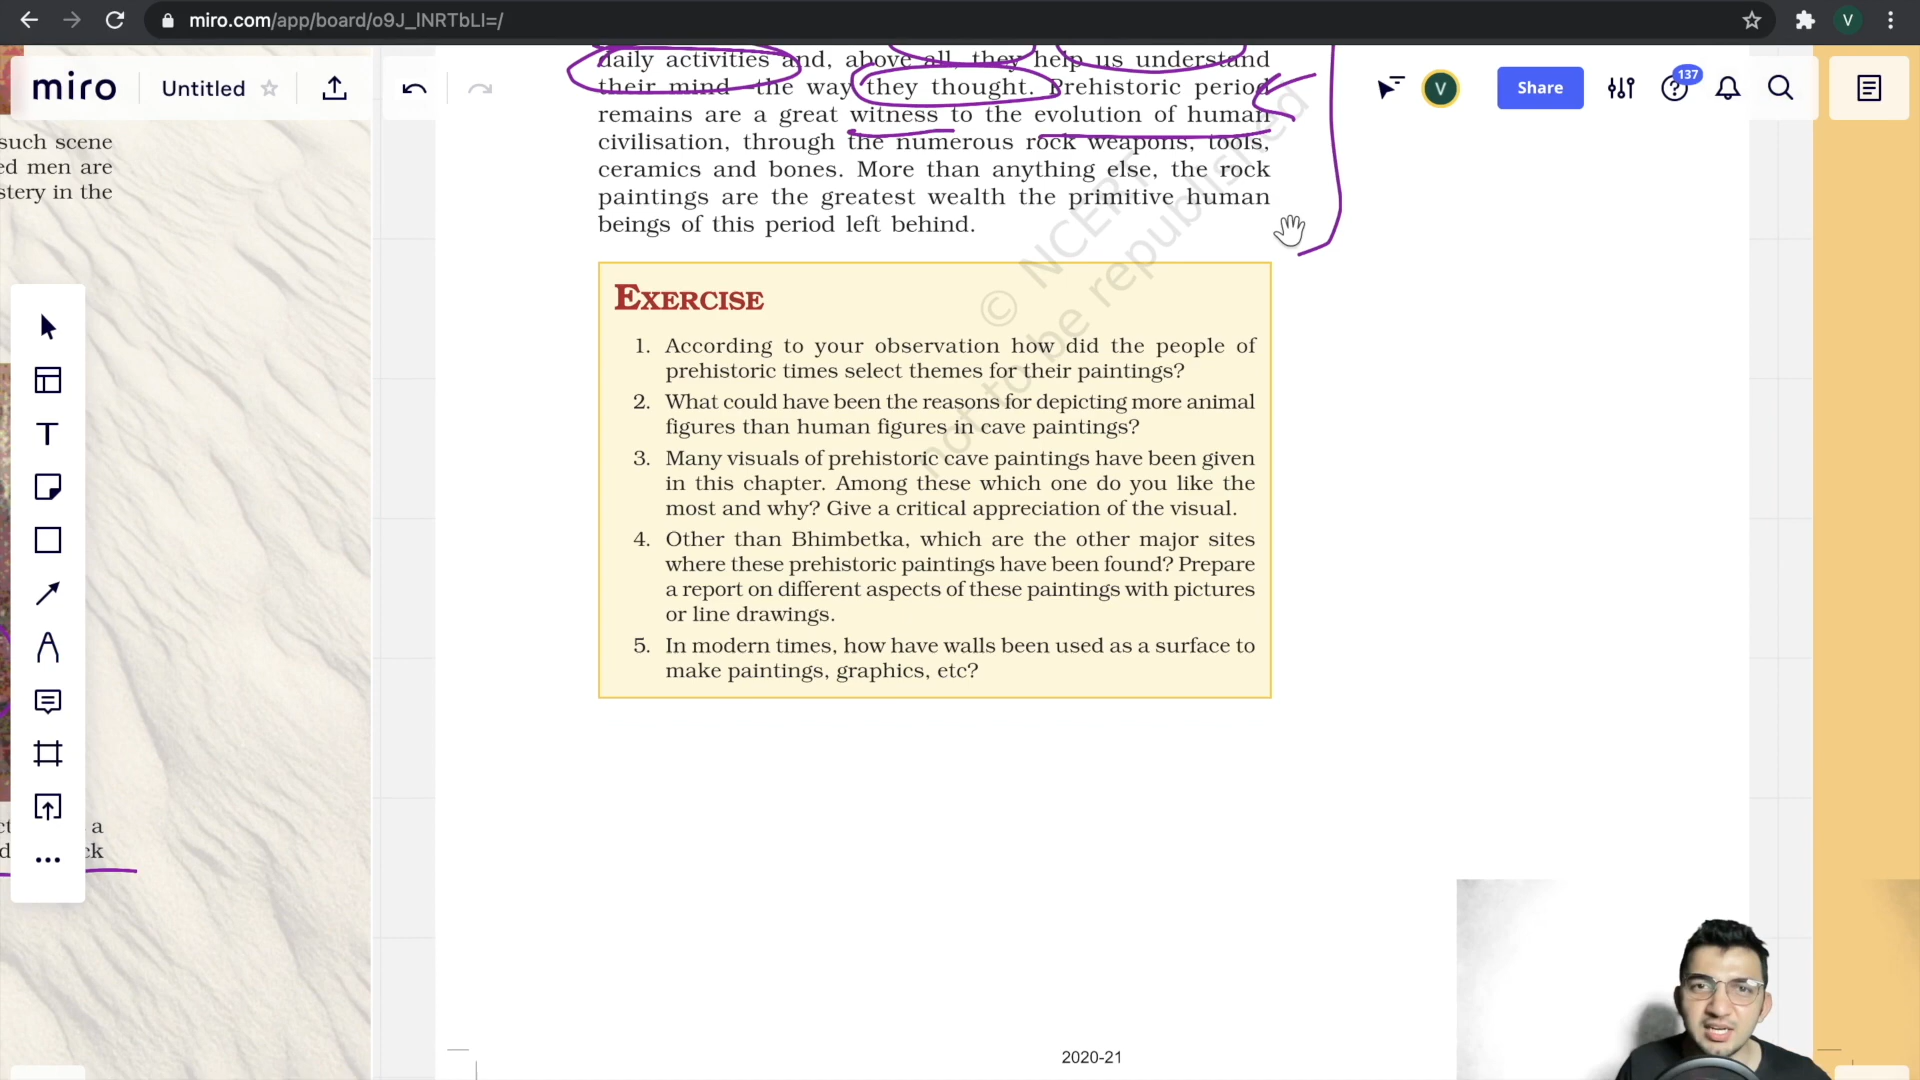 miro.com/app/board/o9J_lNRTbLI=/
miro
Untitled
137
V
V
Share
such scene
ed men are
stery in the
a
ck
daily activities and, above all, they help us understand
their mind—the way they thought. Prehistoric period
remains are a great witness to the evolution of human
civilisation, through the numerous rock weapons, tools,
ceramics and bones. More than anything else, the rock
paintings are the greatest wealth the primitive human
beings of this period left behind.
© NCERT
not to be republished
EXERCISE
1. According to your observation how did the people of
prehistoric times select themes for their paintings?
2. What could have been the reasons for depicting more animal
figures than human figures in cave paintings?
3. Many visuals of prehistoric cave paintings have been given
in this chapter. Among these which one do you like the
most and why? Give a critical appreciation of the visual.
4. Other than Bhimbetka, which are the other major sites
where these prehistoric paintings have been found? Prepare
a report on different aspects of these paintings with pictures
or line drawings.
5. In modern times, how have walls been used as a surface to
make paintings, graphics, etc?
2020-21